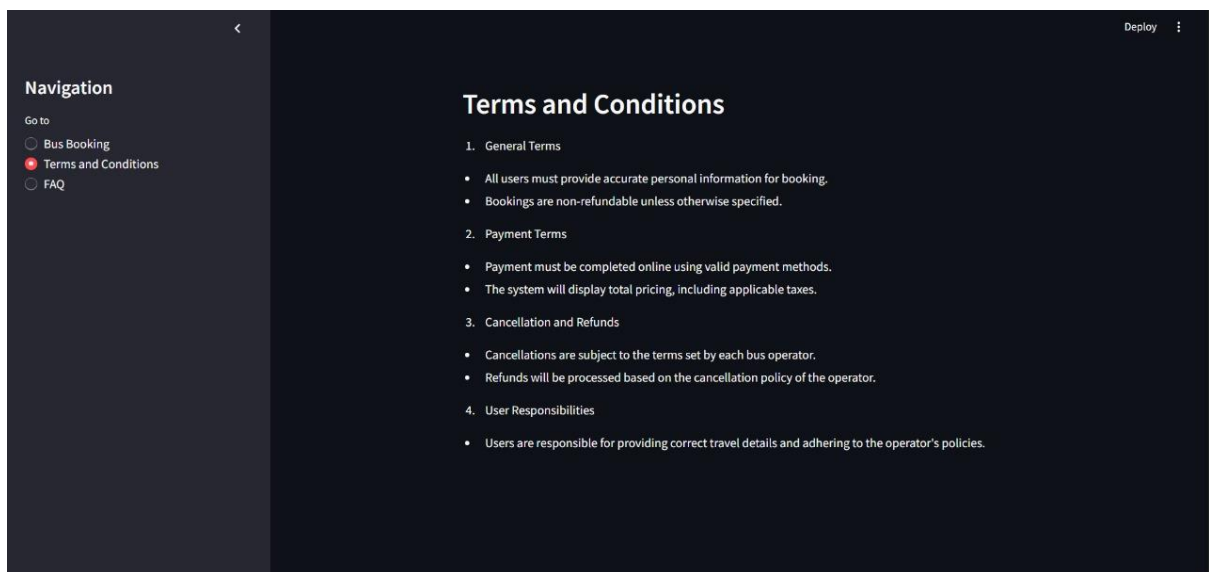 Deploy
Navigation
Go to
Bus Booking
Terms and Conditions
FAQ
Terms and Conditions
1. General Terms
• All users must provide accurate personal information for booking.
• Bookings are non-refundable unless otherwise specified.
2. Payment Terms
• Payment must be completed online using valid payment methods.
• The system will display total pricing, including applicable taxes.
3. Cancellation and Refunds
• Cancellations are subject to the terms set by each bus operator.
• Refunds will be processed based on the cancellation policy of the operator.
4. User Responsibilities
• Users are responsible for providing correct travel details and adhering to the operator's policies.